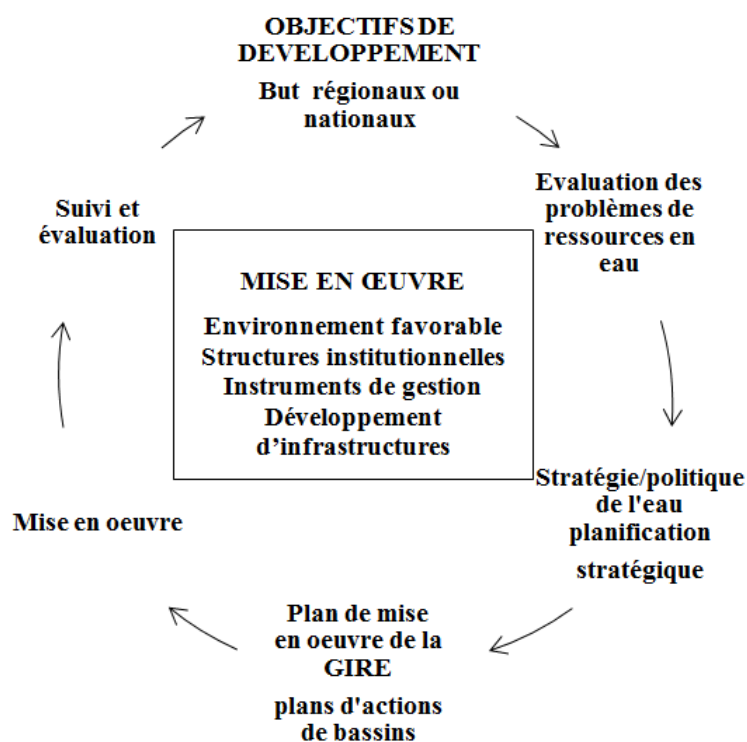 OBJECTIFS DE
DEVELOPPEMENT
But régionaux ou
nationaux
Evaluation des
problèmes de
ressources en
eau
Stratégie/politique
de l'eau
planification
stratégique
Plan de mise
en oeuvre de la
GIRE
plans d'actions
de bassins
Mise en oeuvre
Suivi et
évaluation
MISE EN ŒUVRE
Environnement favorable
Structures institutionnelles
Instruments de gestion
Développement
d’infrastructures